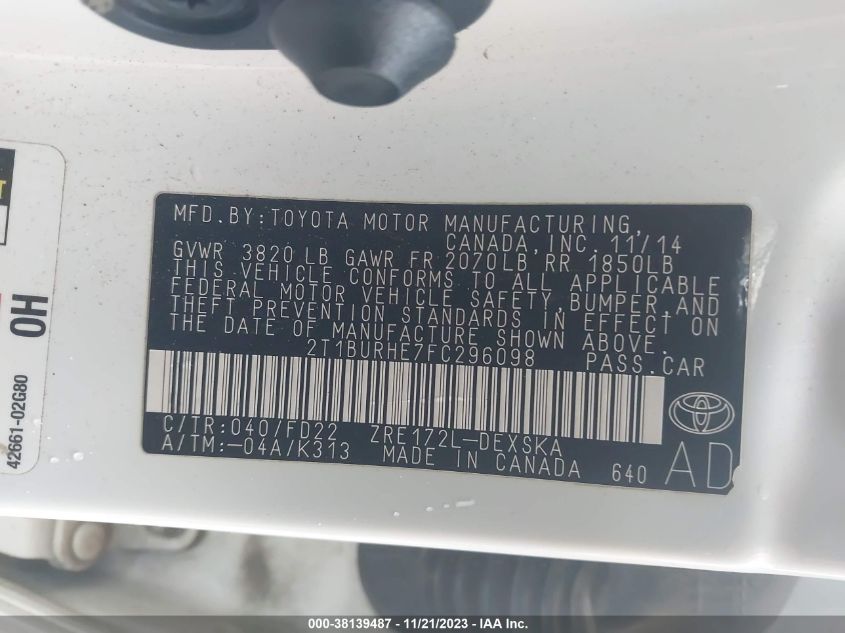 MFD.BY:TOYOTA MOTOR MANUFACTURING,
CANADA, INC. 11/14
GVWR 3820 LB GAWR FR 2070LB, RR 1850LB
THIS VEHICLE CONFORMS TO ALL APPLICABLE
FEDERAL MOTOR VEHICLE SAFETY, BUMPER, AND
THEFT PREVENTION STANDARDS IN EFFECT ON
THE DATE OF MANUFACTURE SHOWN ABOVE.
2T1BURHE7FC296098 PASS.CAR
C/TR:040/FD22 ZRE172L-DEXSKA
A/TM:-04A/K313 MADE IN CANADA 640
AD
OH
42661-02G80
000-38139487 - 11/21/2023 - IAA Inc.